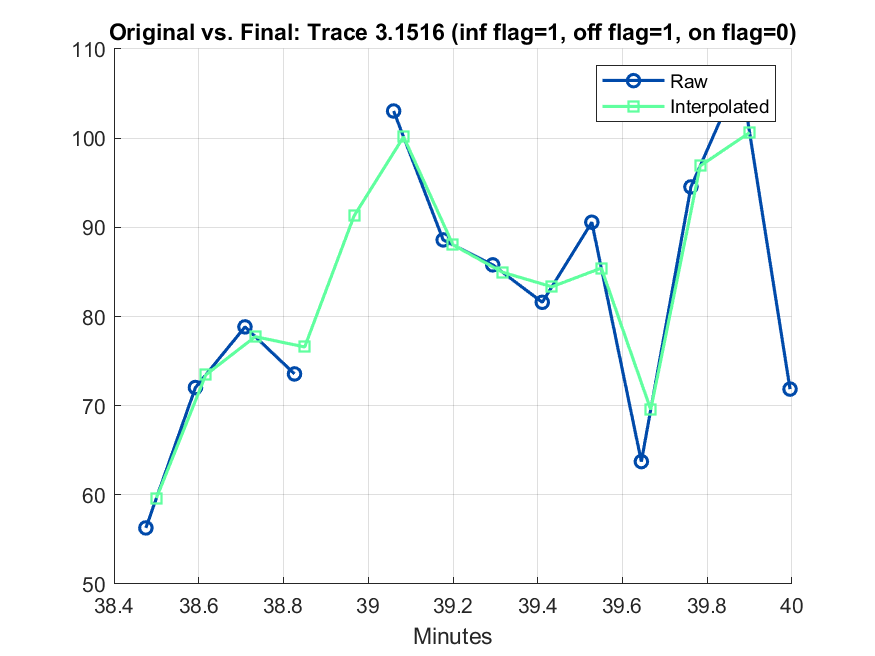 Original vs. Final: Trace 3.1516 (inf flag=1, off flag=1, on flag=0)
110
100
90
80
70
60
50
Raw
Interpolated
38.4 38.6 38.8 39 39.2 39.4 39.6 39.8 40
Minutes